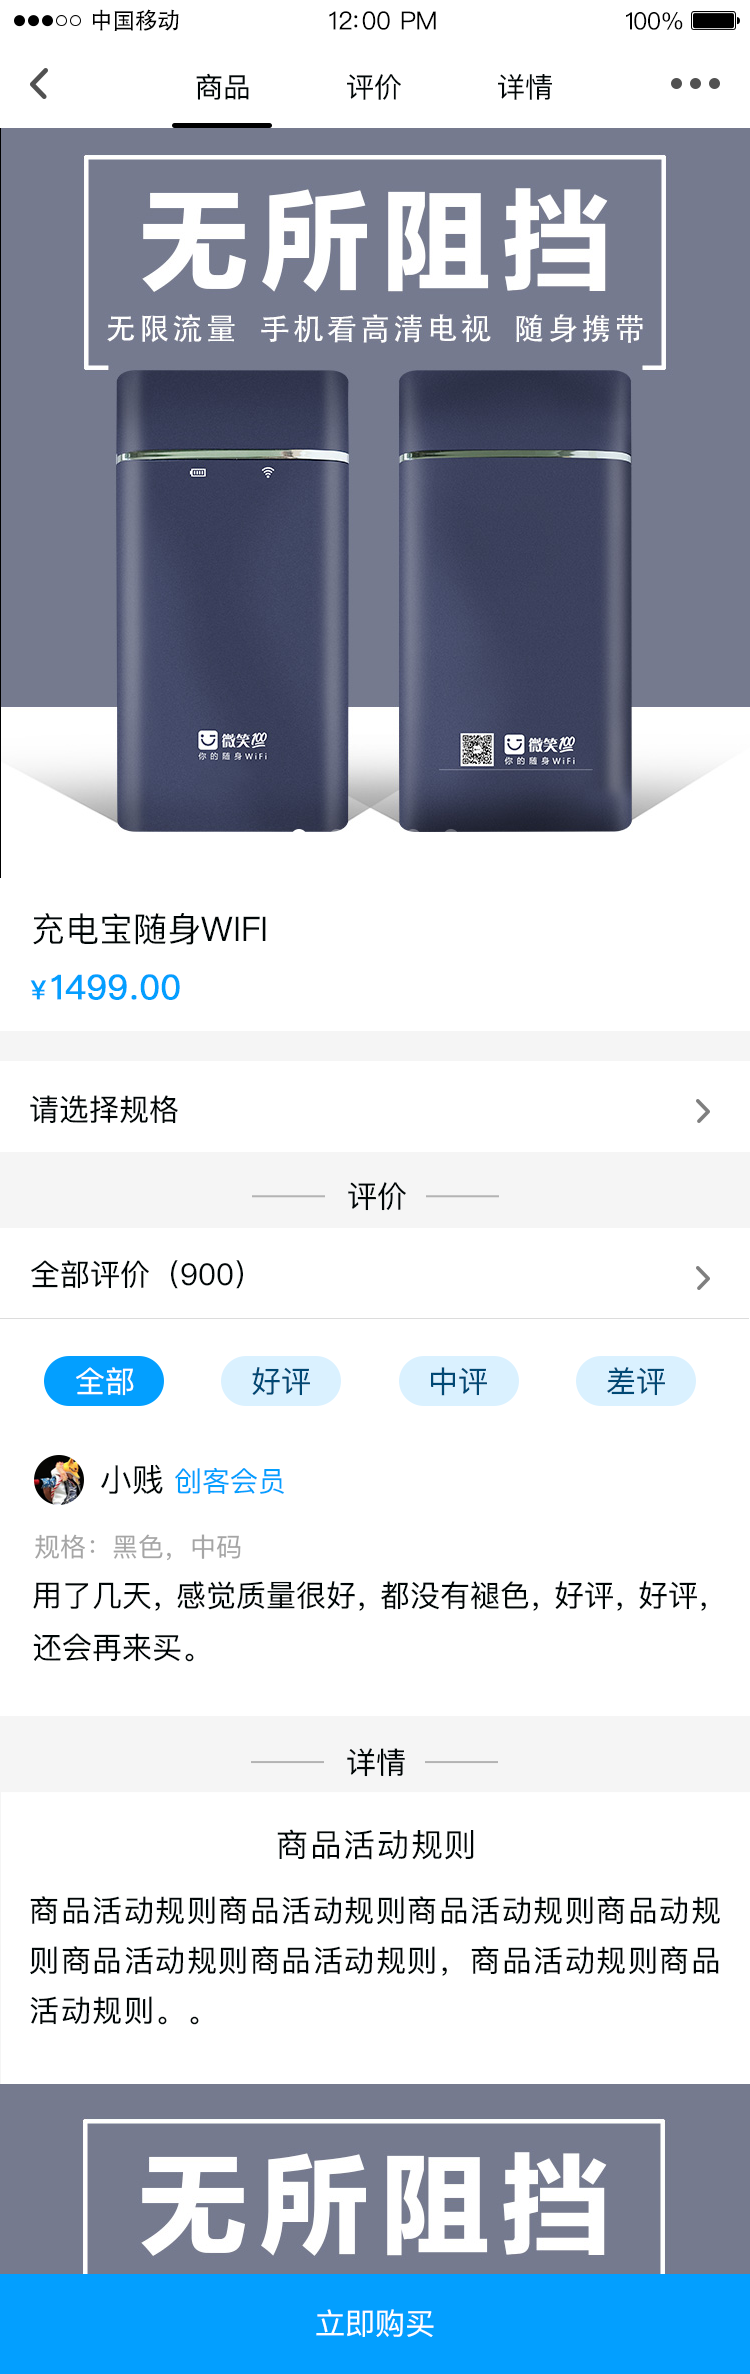 中国移动 12:00 PM 100%
商品 评价 详情
无所阻挡
无限流量 手机看高清电视 随身携带
微笑100 微笑100
你的随身WiFi 你的随身WiFi
充电宝随身WIFI
¥1499.00
请选择规格
评价
全部评价（900）
全部 好评 中评 差评
小贱 创客会员
规格：黑色，中码
用了几天，感觉质量很好，都没有褪色，好评，好评，
还会再来买。
详情
商品活动规则
商品活动规则商品活动规则商品活动规则商品动规
则商品活动规则商品活动规则，商品活动规则商品
活动规则。。
无所阻挡
立即购买